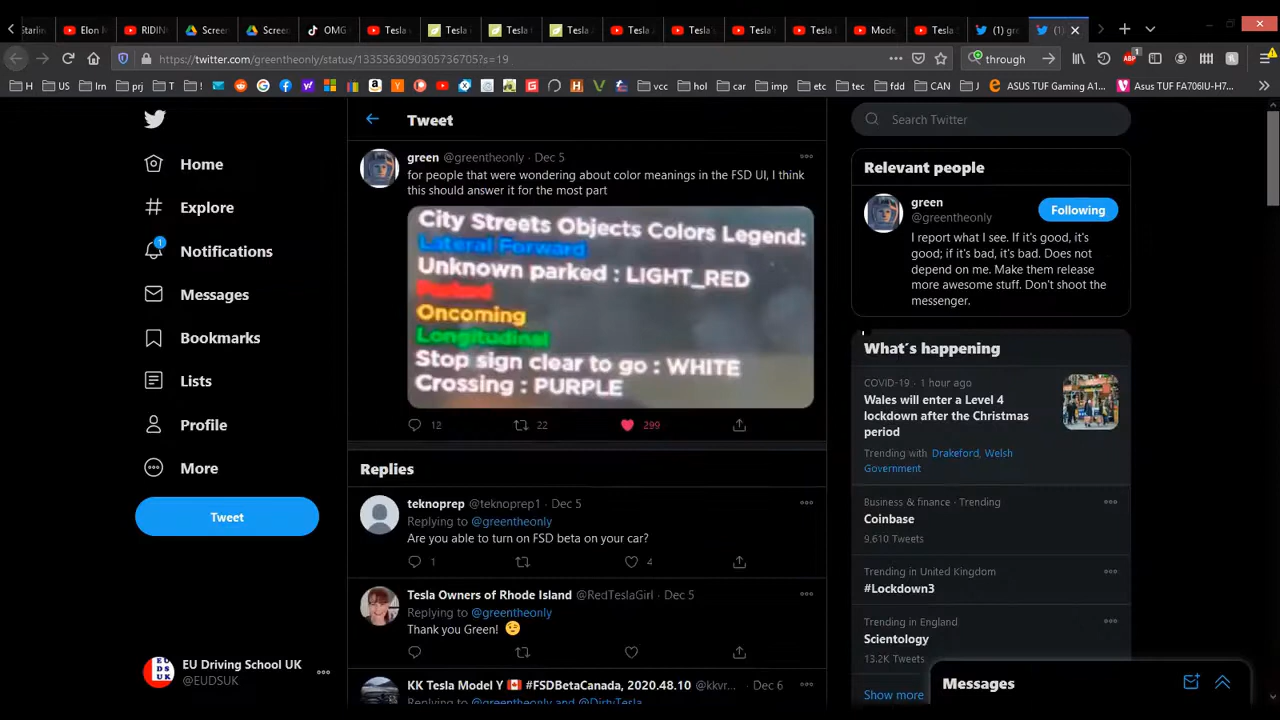 Starlin
Elon M
RIDIN
Screer
Scree
OMG
Tesla v
Tesla
Tesla
Tesla
Tesla
Tesla'
Tesla'
Tesla
Mode.
Tesla
(1) gre
(1)
https://twitter.com/greentheonly/status/1335363090305736705?s=19
through
1
H
US
lrn
prj
T
!
vcc
hol
car
imp
etc
tec
fdd
CAN
J
ASUS TUF Gaming A1...
Asus TUF FA706IU-H7...
Home
Explore
1
Notifications
Messages
Bookmarks
Lists
Profile
More
Tweet
EU Driving School UK
@EUDSUK
Tweet
green @greentheonly · Dec 5
for people that were wondering about color meanings in the FSD UI, I think
this should answer it for the most part
City Streets Objects Colors Legend:
Lateral Forward
Unknown parked : LIGHT_RED
Parked
Oncoming
Longitudinal
Stop sign clear to go : WHITE
Crossing : PURPLE
12
22
299
Replies
teknoprep @teknoprep1 · Dec 5
Replying to @greentheonly
Are you able to turn on FSD beta on your car?
1
4
Tesla Owners of Rhode Island @RedTeslaGirl · Dec 5
Replying to @greentheonly
Thank you Green! 😉
KK Tesla Model Y 🇨🇦 #FSDBetaCanada, 2020.48.10 @kkvr... · Dec 6
Replying to @greentheonly and @DirtyTesla
Search Twitter
Relevant people
green
@greentheonly
Following
I report what I see. If it's good, it's
good; if it's bad, it's bad. Does not
depend on me. Make them release
more awesome stuff. Don't shoot the
messenger.
What's happening
COVID-19 · 1 hour ago
Wales will enter a Level 4
lockdown after the Christmas
period
Trending with Drakeford, Welsh
Government
Business & finance · Trending
Coinbase
9,610 Tweets
Trending in United Kingdom
#Lockdown3
Trending in England
Scientology
13.2K Tweets
Show more
Messages